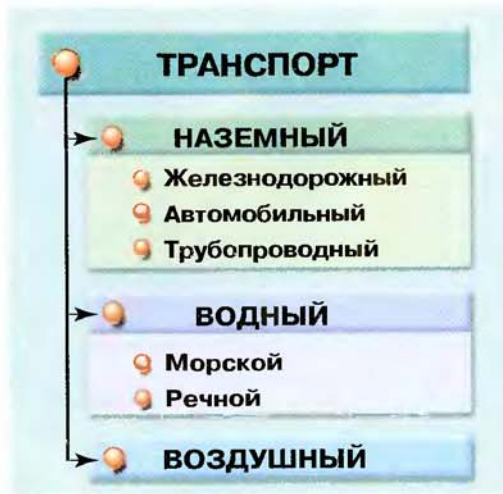 ТРАНСПОРТ
НАЗЕМНЫЙ
Железнодорожный
Автомобильный
Трубопроводный
ВОДНЫЙ
Морской
Речной
ВОЗДУШНЫЙ